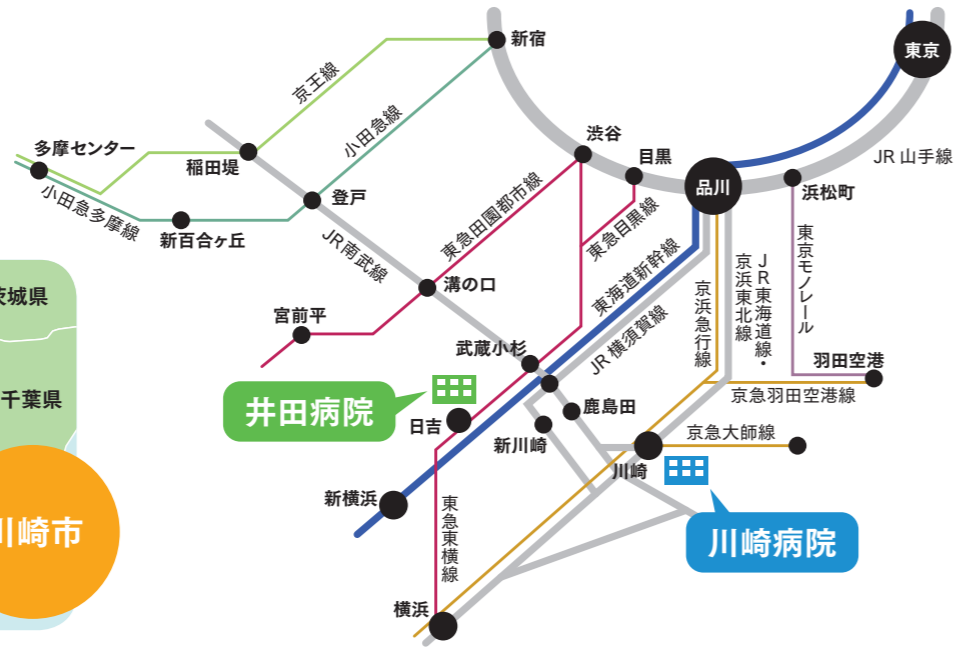 新宿
東京
京王線
小田急線
多摩センター
稲田堤
渋谷
目黒
品川
JR 山手線
浜松町
登戸
小田急多摩線
新百合ヶ丘
東急田園都市線
東急目黒線
JR南武線
東海道新幹線
京浜急行線
JR東海道線・
京浜東北線
東京モノレール
溝の口
宮前平
茨城県
武蔵小杉
JR 横須賀線
羽田空港
京急羽田空港線
千葉県
井田病院
日吉
鹿島田
新川崎
京急大師線
川崎
新横浜
東急東横線
川崎市
川崎病院
横浜